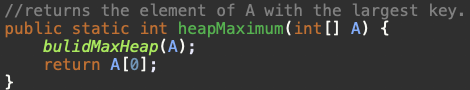 //returns the element of A with the largest key.
public static int heapMaximum(int[] A) {
    bulidMaxHeap(A);
    return A[0];
}